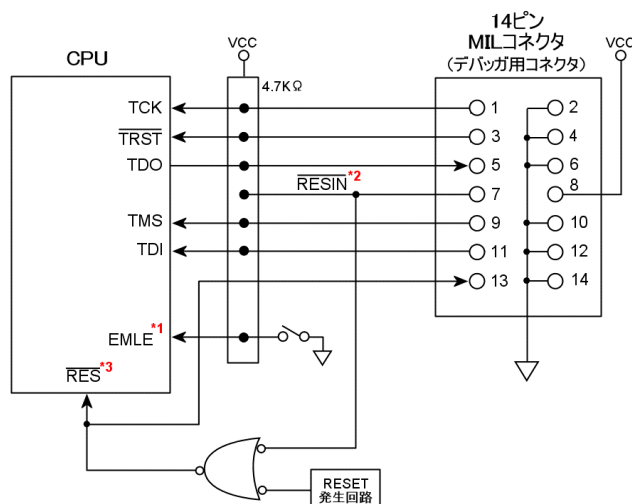 14ピン
MILコネクタ
(デバッガ用コネクタ)
VCC
VCC
CPU
4.7KΩ
TCK
1
2
TRST
3
4
TDO
5
6
RESIN*2
7
8
TMS
9
10
TDI
11
12
13
14
EMLE*1
RES*3
RESET
発生回路